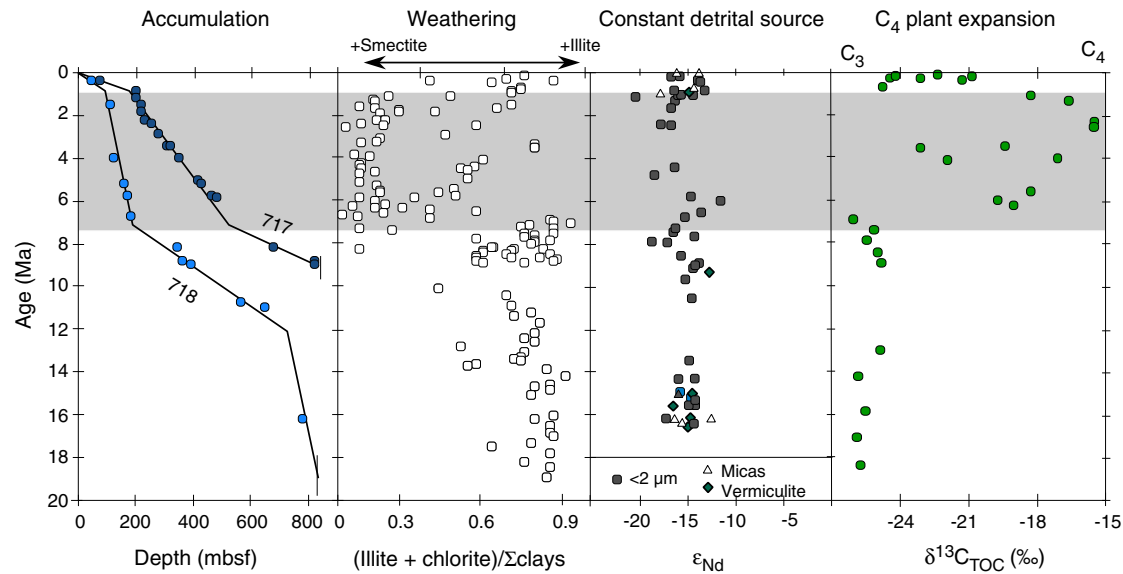 Accumulation
Weathering
Constant detrital source
C4 plant expansion
+Smectite
+Illite
C3
C4
Age (Ma)
0
2
4
6
8
10
12
14
16
18
20
717
718
<2 µm
Micas
Vermiculite
0 200 400 600 800
0 0.3 0.6 0.9
-20 -15 -10 -5
-24 -21 -18 -15
Depth (mbsf)
(Illite + chlorite)/Σclays
εNd
δ13CTOC (‰)